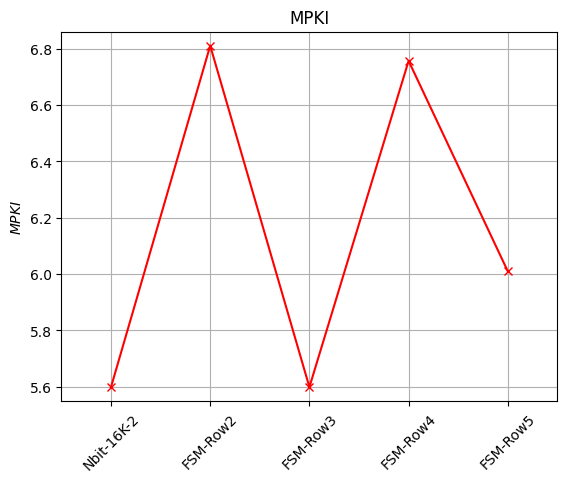 MPKI
MPKI
6.8
6.6
6.4
6.2
6.0
5.8
5.6
Nbit-16K-2
FSM-Row2
FSM-Row3
FSM-Row4
FSM-Row5